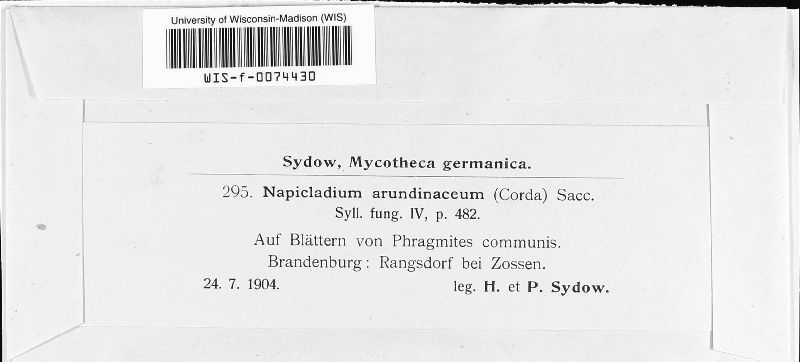 University of Wisconsin-Madison (WIS)
WIS-f-0074430
Sydow, Mycotheca germanica.
295. Napicladium arundinaceum (Corda) Sacc.
Syll. fung. IV, p. 482.
Auf Blättern von Phragmites communis.
Brandenburg: Rangsdorf bei Zossen.
24. 7. 1904. leg. H. et P. Sydow.